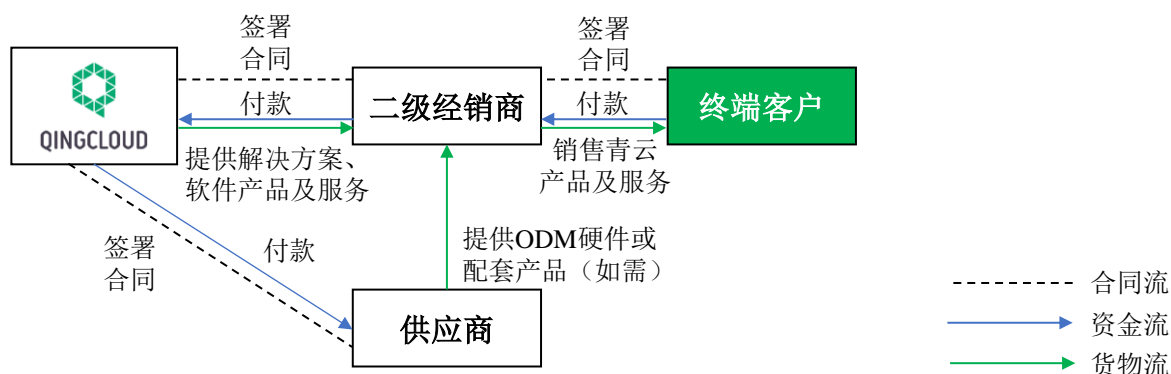 签署
合同
签署
合同
QINGCLOUD
付款
二级经销商
付款
终端客户
提供解决方案、
软件产品及服务
销售青云
产品及服务
签署
合同
付款
提供ODM硬件或
配套产品（如需）
供应商
合同流
资金流
货物流